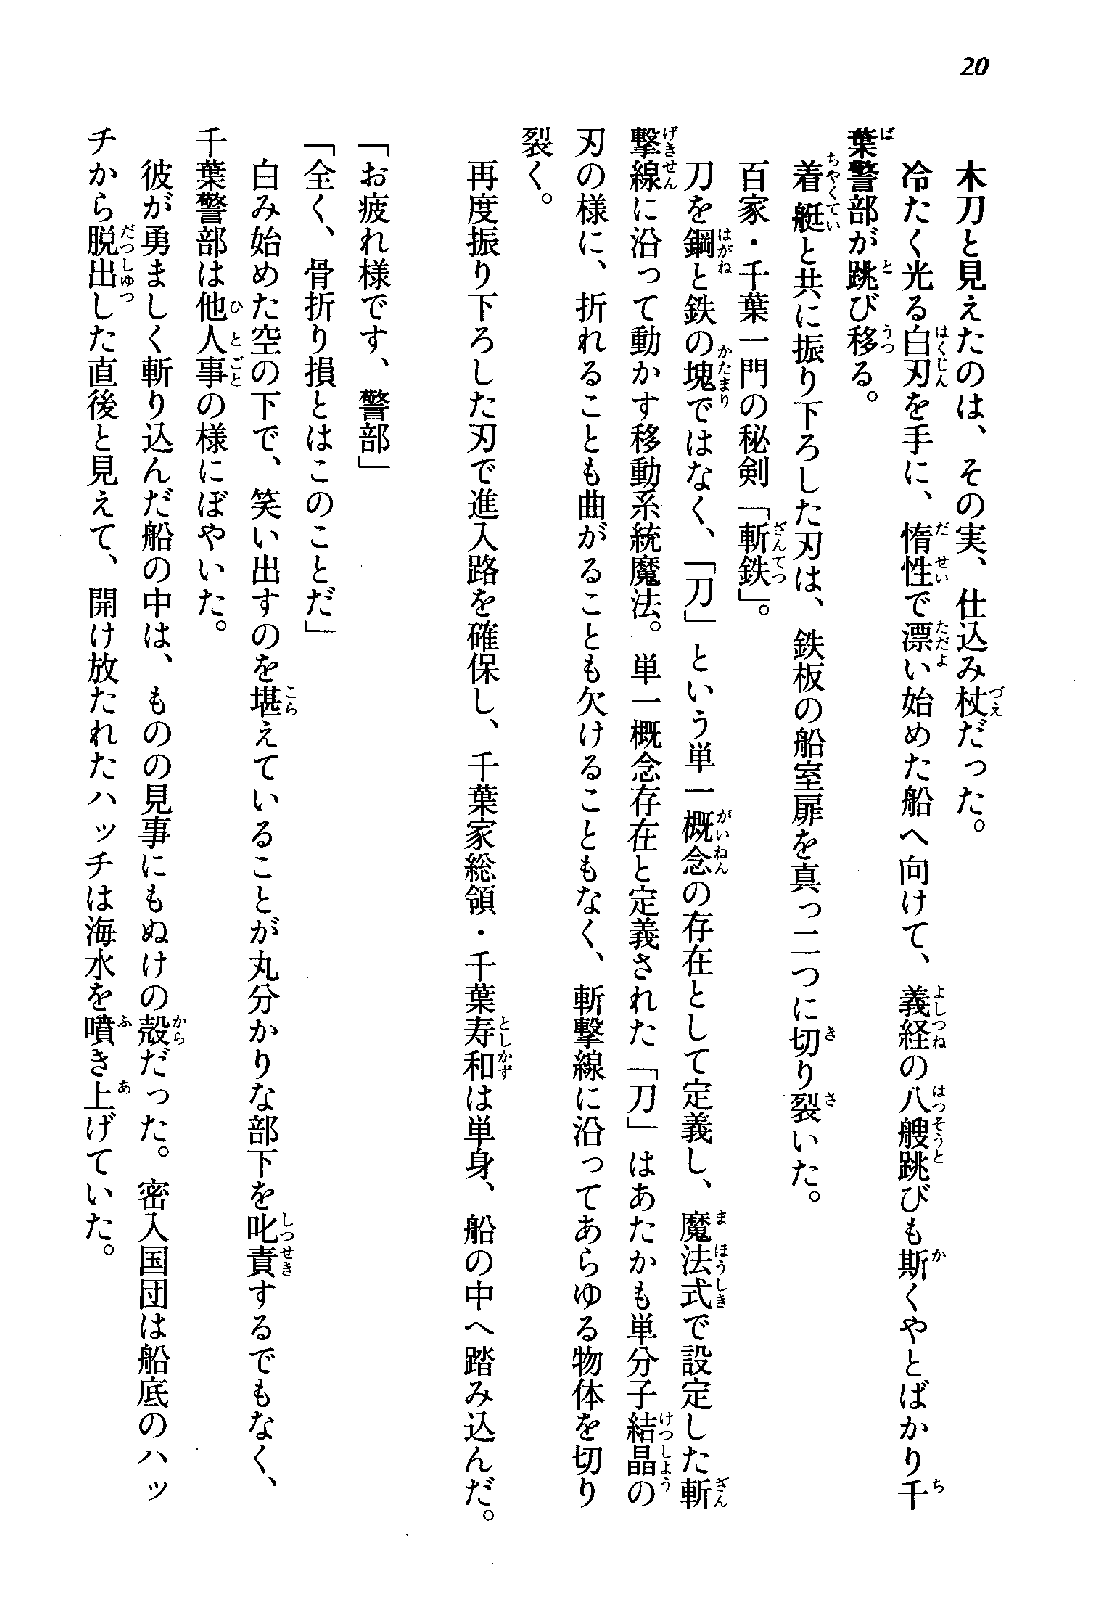 20
木刀と見えたのは、その実、仕込み杖だった。
冷たく光る白刃を手に、惰性で漂い始めた船へ向けて、義経の八艘跳びも斯くやとばかり千
葉警部が跳び移る。
着艇と共に振り下ろした刃は、鉄板の船室扉を真っ二つに切り裂いた。
百家・千葉一門の秘剣「斬鉄」。
刀を鋼と鉄の塊ではなく、「刀」という単一概念の存在として定義し、魔法式で設定した斬
撃線に沿って動かす移動系統魔法。単一概念存在と定義された「刀」はあたかも単分子結晶の
刃の様に、折れることも曲がることも欠けることもなく、斬撃線に沿ってあらゆる物体を切り
裂く。
再度振り下ろした刃で進入路を確保し、千葉家総領・千葉寿和は単身、船の中へ踏み込んだ。
「お疲れ様です、警部」
「全く、骨折り損とはこのことだ」
白み始めた空の下で、笑い出すのを堪えていることが丸分かりな部下を叱責するでもなく、
千葉警部は他人事の様にぼやいた。
彼が勇ましく斬り込んだ船の中は、ものの見事にもぬけの殻だった。密入国団は船底のハッ
チから脱出した直後と見えて、開け放たれたハッチは海水を噴き上げていた。